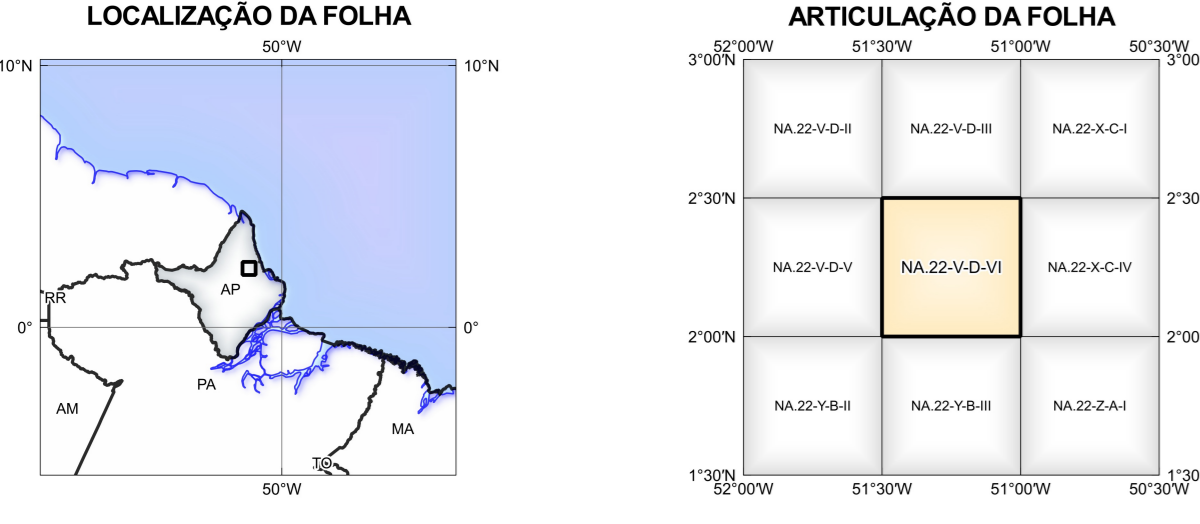 LOCALIZAÇÃO DA FOLHA
50°W
10°N
10°N
AP
RR
0°
0°
PA
AM
MA
TO
50°W
ARTICULAÇÃO DA FOLHA
52°00'W 51°30'W 51°00'W 50°30'W
3°00'N 3°00
NA.22-V-D-II NA.22-V-D-III NA.22-X-C-I
2°30'N 2°30
NA.22-V-D-V NA.22-V-D-VI NA.22-X-C-IV
2°00'N 2°00
NA.22-Y-B-II NA.22-Y-B-III NA.22-Z-A-I
1°30'N 1°30
52°00'W 51°30'W 51°00'W 50°30'W